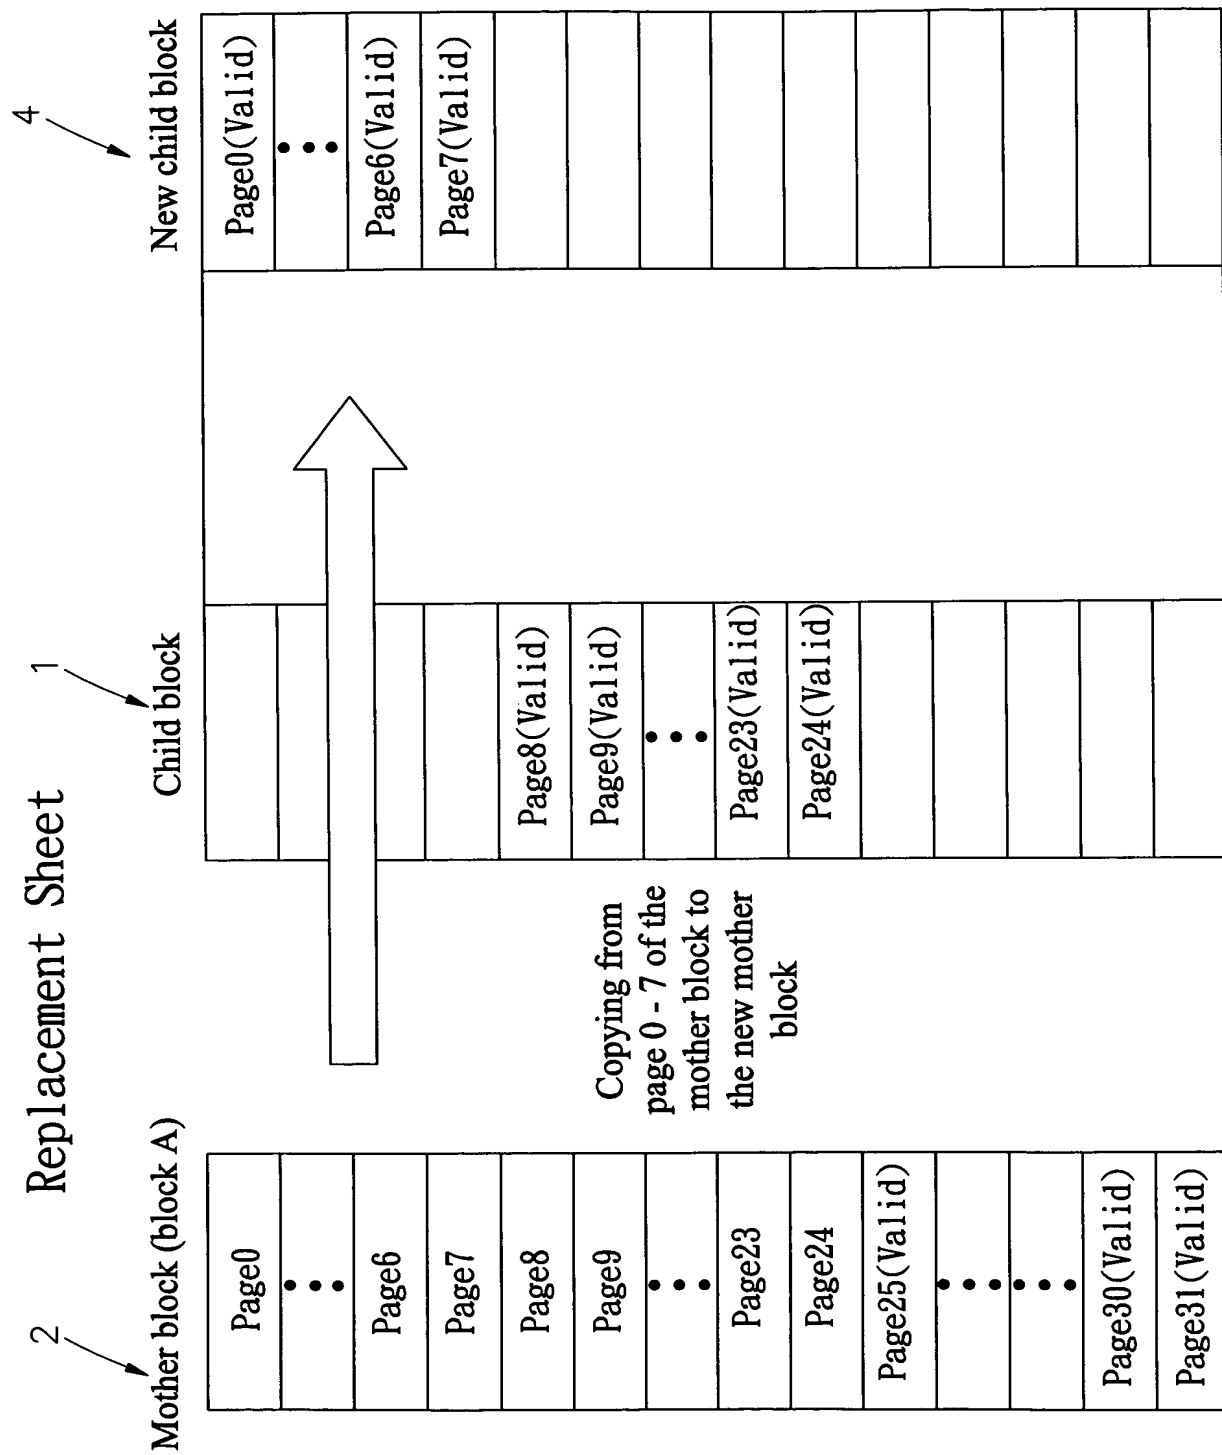 Replacement Sheet
2
Mother block (block A)
Page0
Page6
Page7
Page8
Page9
Page23
Page24
Page25(Valid)
Page30(Valid)
Page31(Valid)
Copying from
page 0 - 7 of the
mother block to
the new mother
block
1
Child block
Page8(Valid)
Page9(Valid)
Page23(Valid)
Page24(Valid)
4
New child block
Page0(Valid)
Page6(Valid)
Page7(Valid)